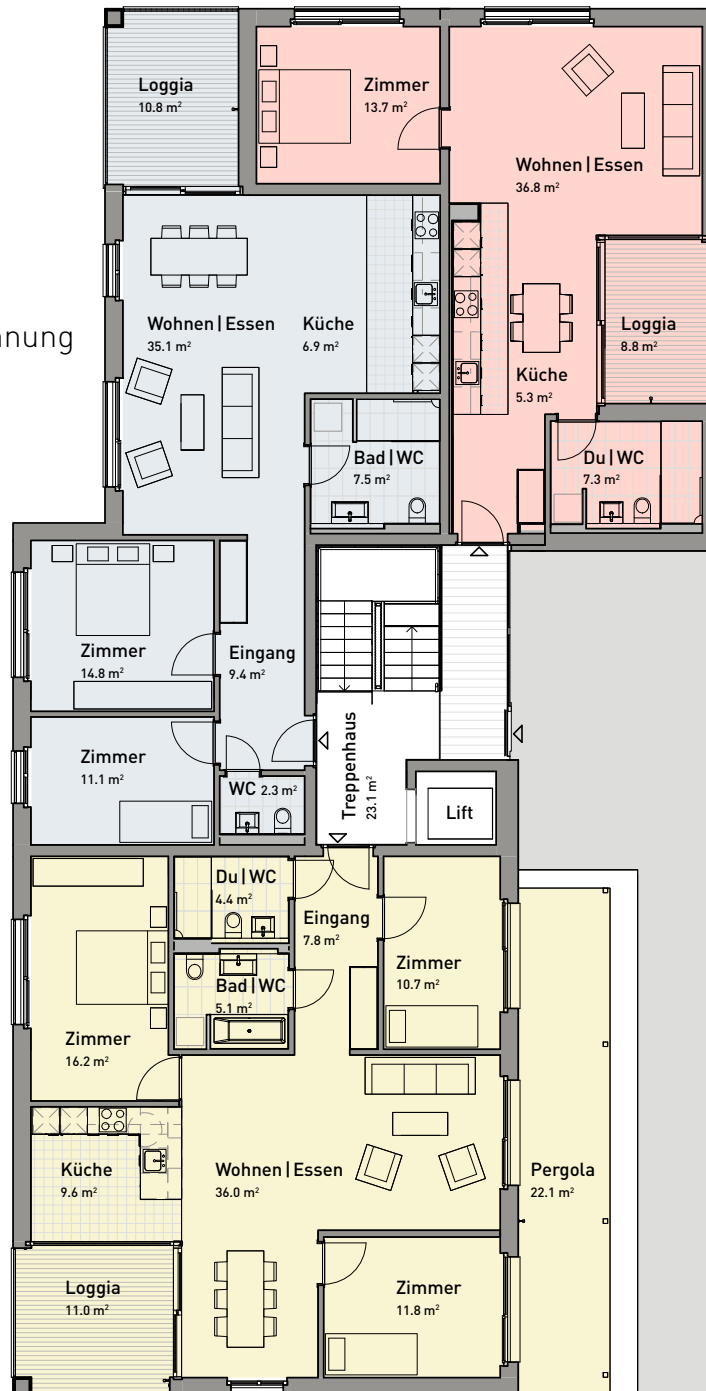 Loggia
10.8 m²
Zimmer
13.7 m²
Wohnen | Essen
36.8 m²
Wohnen | Essen
35.1 m²
Küche
6.9 m²
Loggia
8.8 m²
Küche
5.3 m²
Bad | WC
7.5 m²
Du | WC
7.3 m²
Zimmer
14.8 m²
Eingang
9.4 m²
Zimmer
11.1 m²
WC 2.3 m²
Treppenhaus
23.1 m²
Lift
Du | WC
4.4 m²
Eingang
7.8 m²
Zimmer
10.7 m²
Bad | WC
5.1 m²
Zimmer
16.2 m²
Küche
9.6 m²
Wohnen | Essen
36.0 m²
Pergola
22.1 m²
Loggia
11.0 m²
Zimmer
11.8 m²